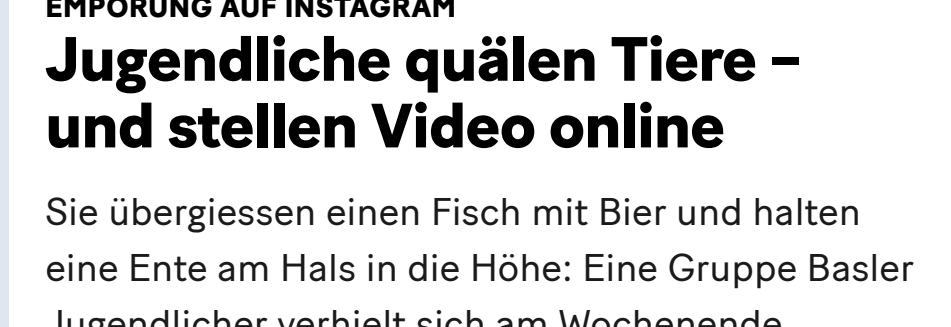 EMPÖRUNG AUF INSTAGRAM
Jugendliche quälen Tiere –
und stellen Video online
Sie übergiessen einen Fisch mit Bier und halten
eine Ente am Hals in die Höhe: Eine Gruppe Basler
Jugendlicher verhielt sich am Wochenende